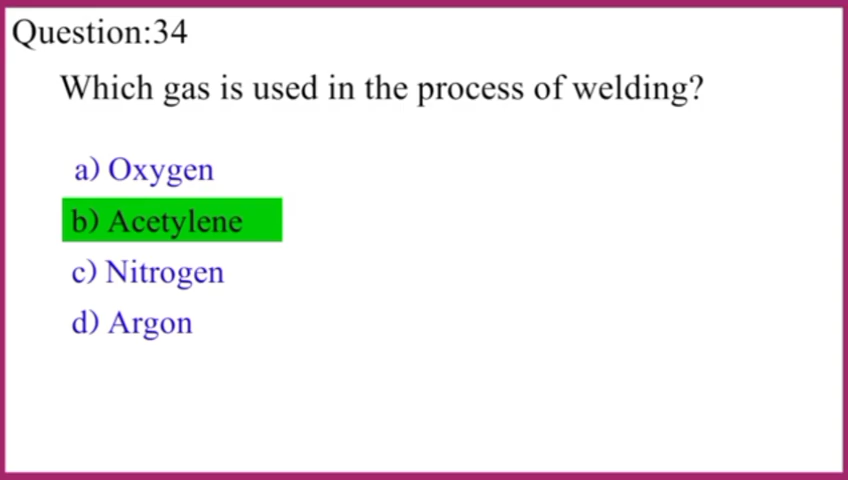 Question:34
Which gas is used in the process of welding?
a) Oxygen
b) Acetylene
c) Nitrogen
d) Argon